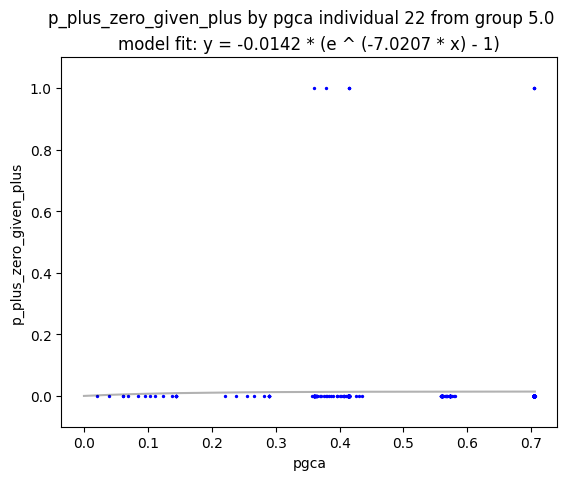 p_plus_zero_given_plus by pgca individual 22 from group 5.0
model fit: y = -0.0142 * (e ^ (-7.0207 * x) - 1)
1.0
0.8
0.6
0.4
0.2
0.0
p_plus_zero_given_plus
0.0 0.1 0.2 0.3 0.4 0.5 0.6 0.7
pgca